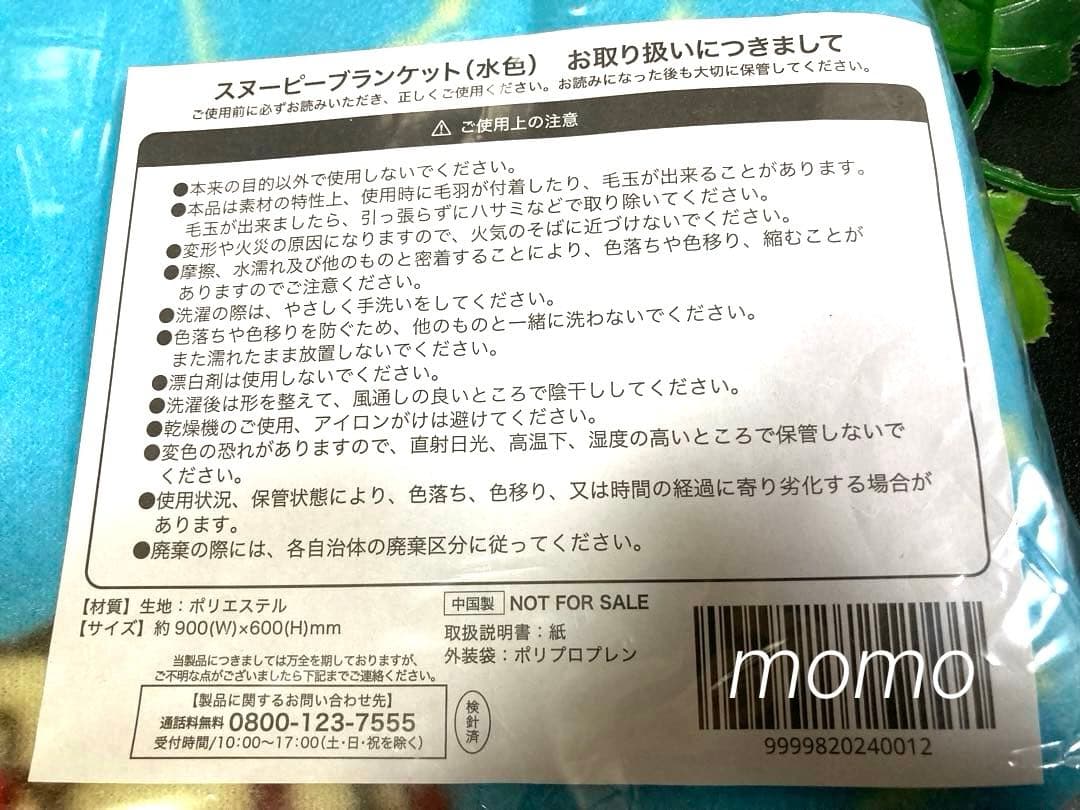 スヌーピーブランケット(水色)　お取り扱いにつきまして
ご使用前に必ずお読みいただき、正しくご使用ください。お読みになった後も大切に保管してください。
⚠ ご使用上の注意
●本来の目的以外で使用しないでください。
●本品は素材の特性上、使用時に毛羽が付着したり、毛玉が出来ることがあります。
毛玉が出来ましたら、引っ張らずにハサミなどで取り除いてください。
●変形や火災の原因になりますので、火気のそばに近づけないでください。
●摩擦、水濡れ及び他のものと密着することにより、色落ちや色移り、縮むことが
ありますのでご注意ください。
●洗濯の際は、やさしく手洗いをしてください。
●色落ちや色移りを防ぐため、他のものと一緒に洗わないでください。
また濡れたまま放置しないでください。
●漂白剤は使用しないでください。
●洗濯後は形を整えて、風通しの良いところで陰干ししてください。
●乾燥機のご使用、アイロンがけは避けてください。
●変色の恐れがありますので、直射日光、高温下、湿度の高いところで保管しないで
ください。
●使用状況、保管状態により、色落ち、色移り、又は時間の経過に寄り劣化する場合が
あります。
●廃棄の際には、各自治体の廃棄区分に従ってください。
【材質】生地：ポリエステル
【サイズ】約900(W)×600(H)mm
当製品につきましては万全を期しておりますが、
ご不明な点がございましたら下記までご連絡ください。
【製品に関するお問い合わせ先】
通話料無料 0800-123-7555
受付時間/10:00〜17:00(土・日・祝を除く)
検針済
中国製 NOT FOR SALE
取扱説明書：紙
外装袋：ポリプロプレン
momo
9999820240012